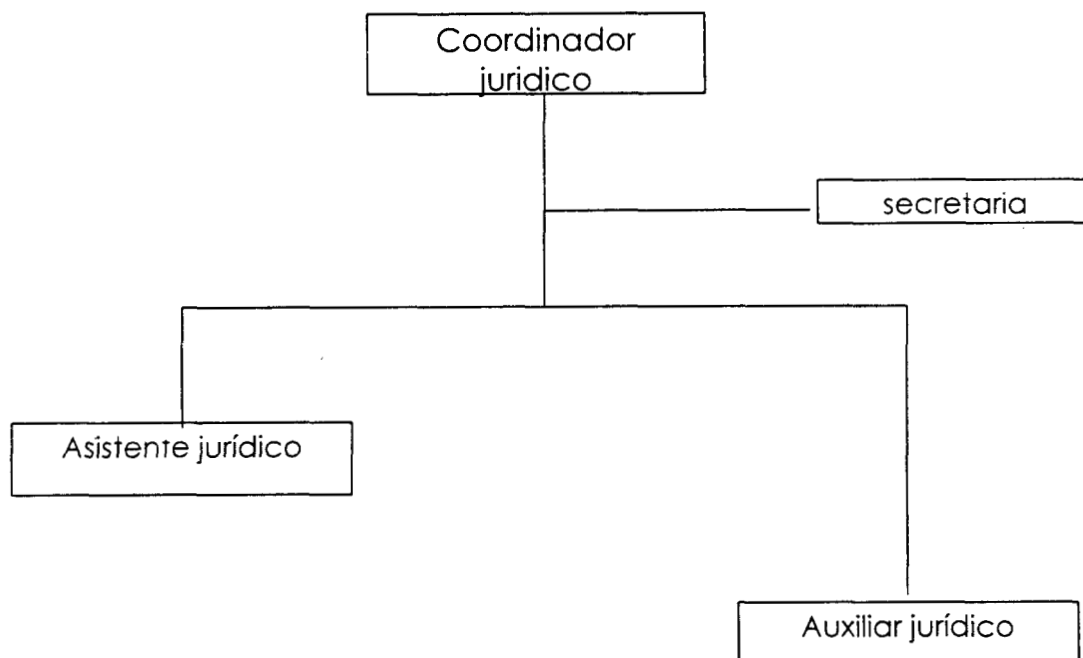 Coordinador
juridico
secretaria
Asistente jurídico
Auxiliar jurídico